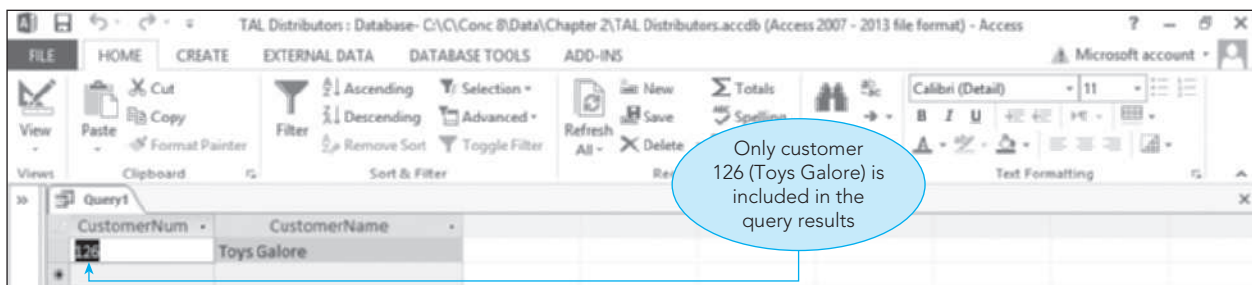 TAL Distributors : Database- C:\C\Conc 8\Data\Chapter 2\TAL Distributors.accdb (Access 2007 - 2013 file format) - Access
FILE HOME CREATE EXTERNAL DATA DATABASE TOOLS ADD-INS Microsoft account
View
Paste
Cut
Copy
Format Painter
Filter
Ascending
Descending
Remove Sort
Selection
Advanced
Toggle Filter
Refresh All
New
Save
Delete
Totals
Spelling
Calibri (Detail) 11
B I U
A
Views Clipboard Sort & Filter Text Formatting
Only customer
126 (Toys Galore) is
included in the
query results
Query1
CustomerNum CustomerName
126 Toys Galore